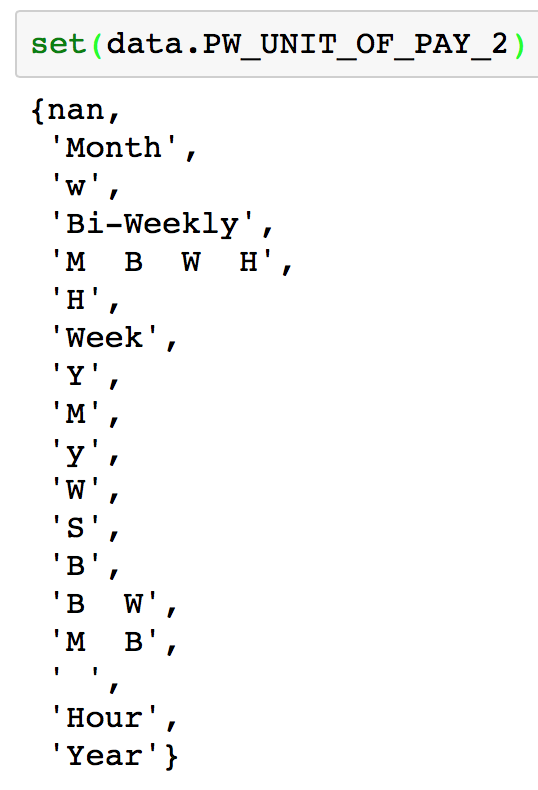 set(data.PW_UNIT_OF_PAY_2)
{nan,
 'Month',
 'w',
 'Bi-Weekly',
 'M  B  W  H',
 'H',
 'Week',
 'Y',
 'M',
 'y',
 'W',
 'S',
 'B',
 'B  W',
 'M  B',
 ' ',
 'Hour',
 'Year'}